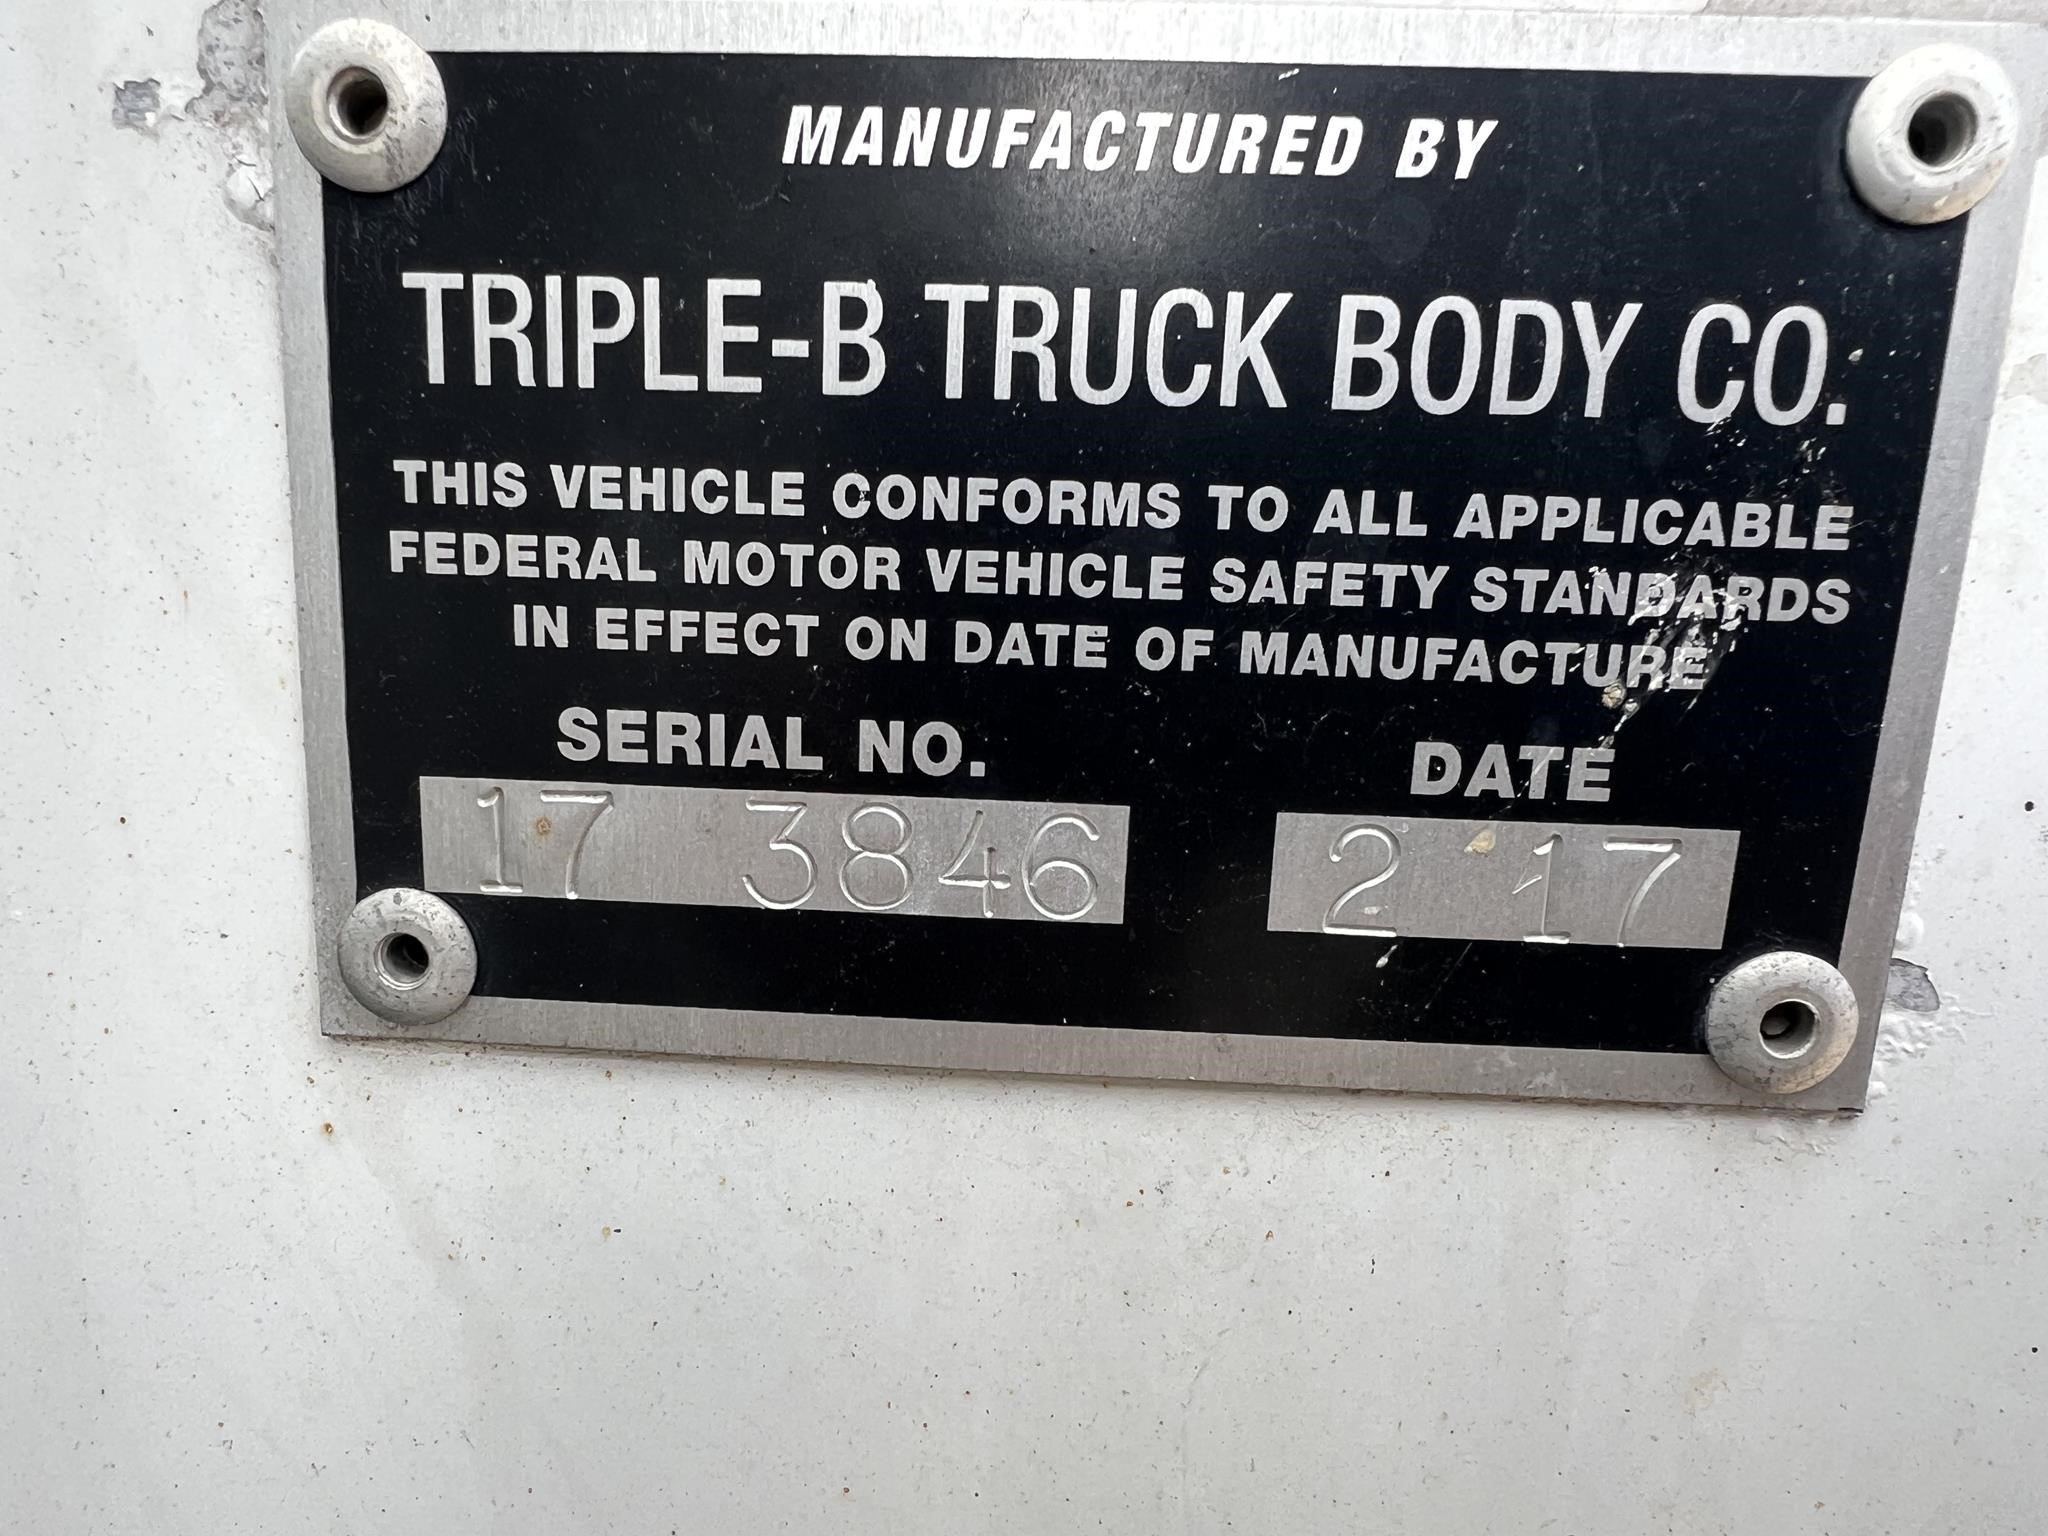 MANUFACTURED BY
TRIPLE-B TRUCK BODY CO.
THIS VEHICLE CONFORMS TO ALL APPLICABLE
FEDERAL MOTOR VEHICLE SAFETY STANDARDS
IN EFFECT ON DATE OF MANUFACTURE
SERIAL NO. DATE
17 3846 2 17